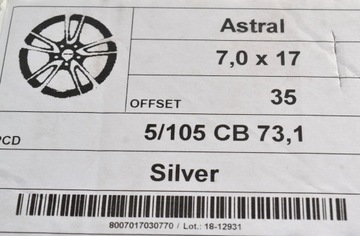 Astral
7,0 x 17
OFFSET 35
PCD 5/105 CB 73,1
Silver
8007017030770 / Lot.: 18-12931